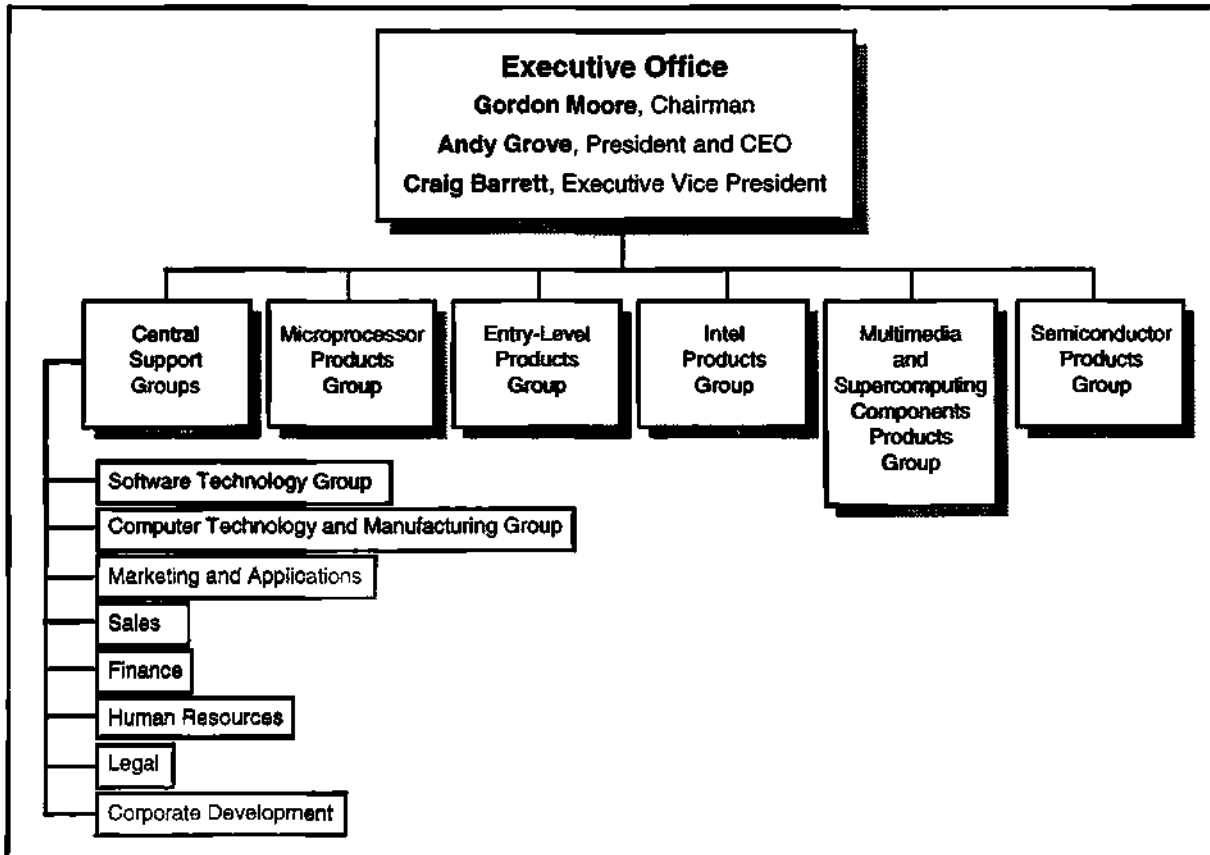 Executive Office
Gordon Moore, Chairman
Andy Grove, President and CEO
Craig Barrett, Executive Vice President
Central
Support
Groups
Microprocessor
Products
Group
Entry-Level
Products
Group
Intel
Products
Group
Multimedia
and
Supercomputing
Components
Products
Group
Semiconductor
Products
Group
Software Technology Group
Computer Technology and Manufacturing Group
Marketing and Applications
Sales
Finance
Human Resources
Legal
Corporate Development